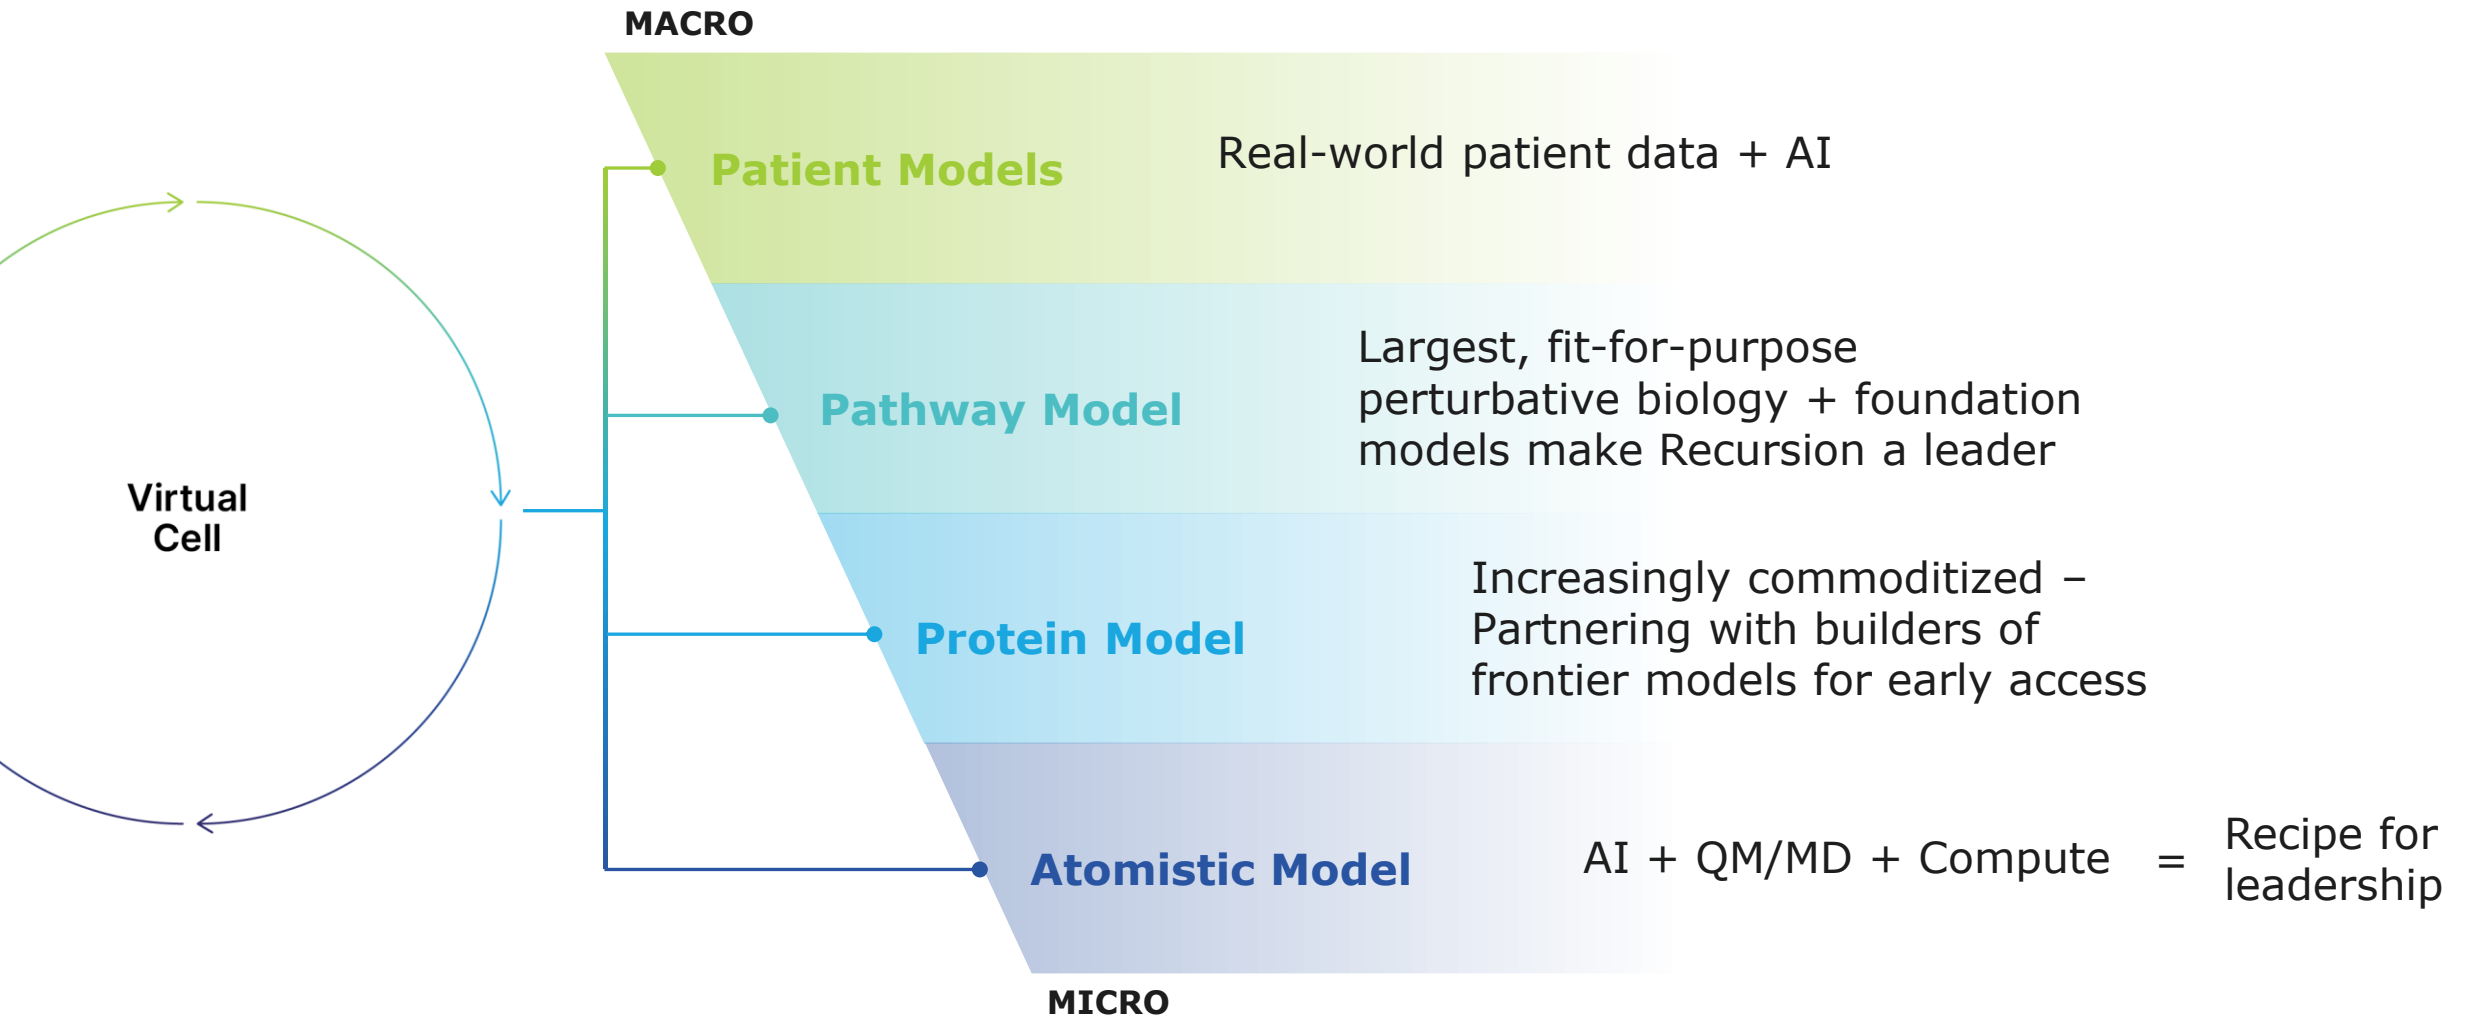 MACRO
Patient Models
Real-world patient data + AI
Virtual
Cell
Pathway Model
Largest, fit-for-purpose
perturbative biology + foundation
models make Recursion a leader
Protein Model
Increasingly commoditized –
Partnering with builders of
frontier models for early access
Atomistic Model
AI + QM/MD + Compute
=
Recipe for
leadership
MICRO